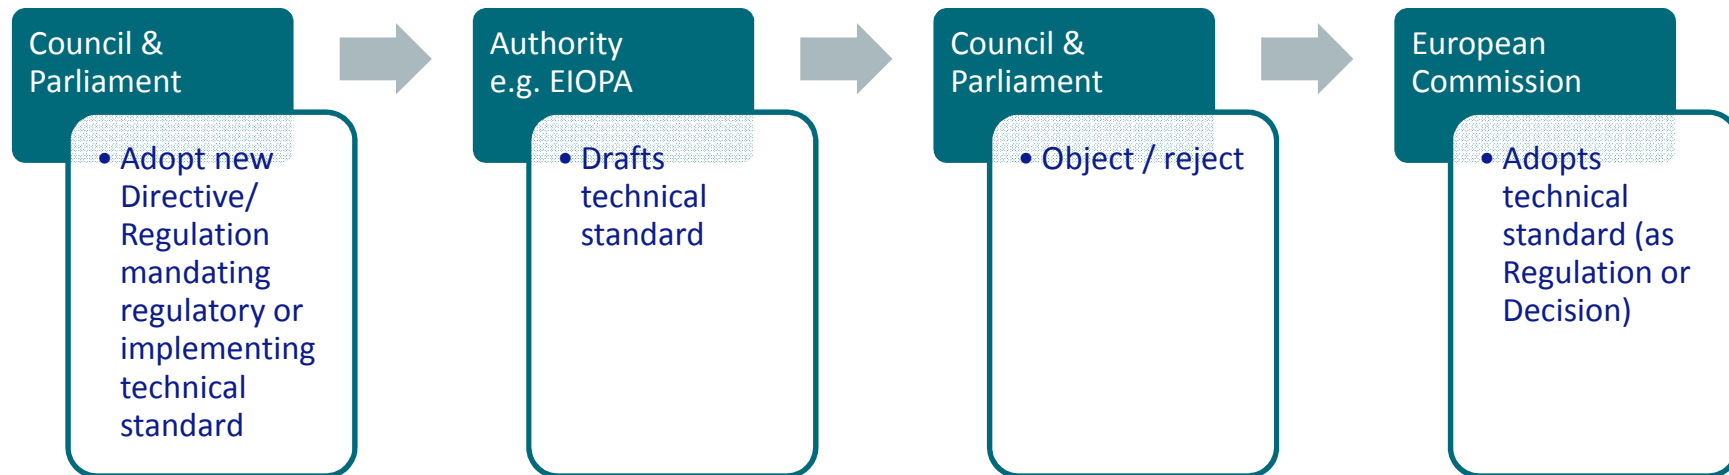 Council &
Parliament
• Adopt new
Directive/
Regulation
mandating
regulatory or
implementing
technical
standard
Authority
e.g. EIOPA
• Drafts
technical
standard
Council &
Parliament
• Object / reject
European
Commission
• Adopts
technical
standard (as
Regulation or
Decision)